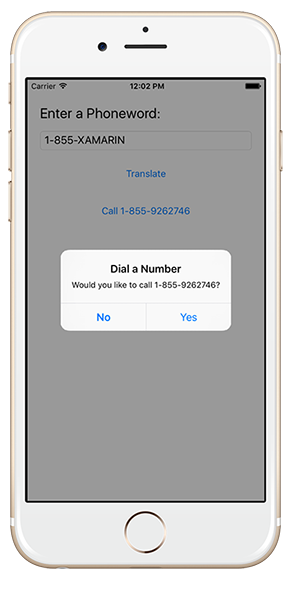 Carrier 12:02 PM
Enter a Phoneword:
1-855-XAMARIN
Translate
Call 1-855-9262746
Dial a Number
Would you like to call 1-855-9262746?
No Yes